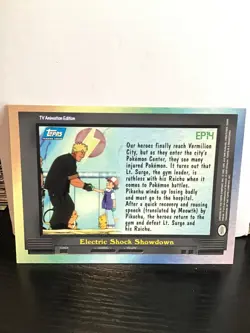 TV Animation Edition
Topps
EP14
Our heroes finally reach Vermilion
City, but as they enter the city's
Pokémon Center, they see many
injured Pokémon. It turns out that
Lt. Surge, the gym leader, is
ruthless with his Raichu when it
comes to Pokémon battles.
Pikachu winds up losing badly
and must go to the hospital.
After a quick recovery and rousing
speech (translated by Meowth) by
Pikachu, the heroes return to the
gym and defeat Lt. Surge and
his Raichu.
Electric Shock Showdown